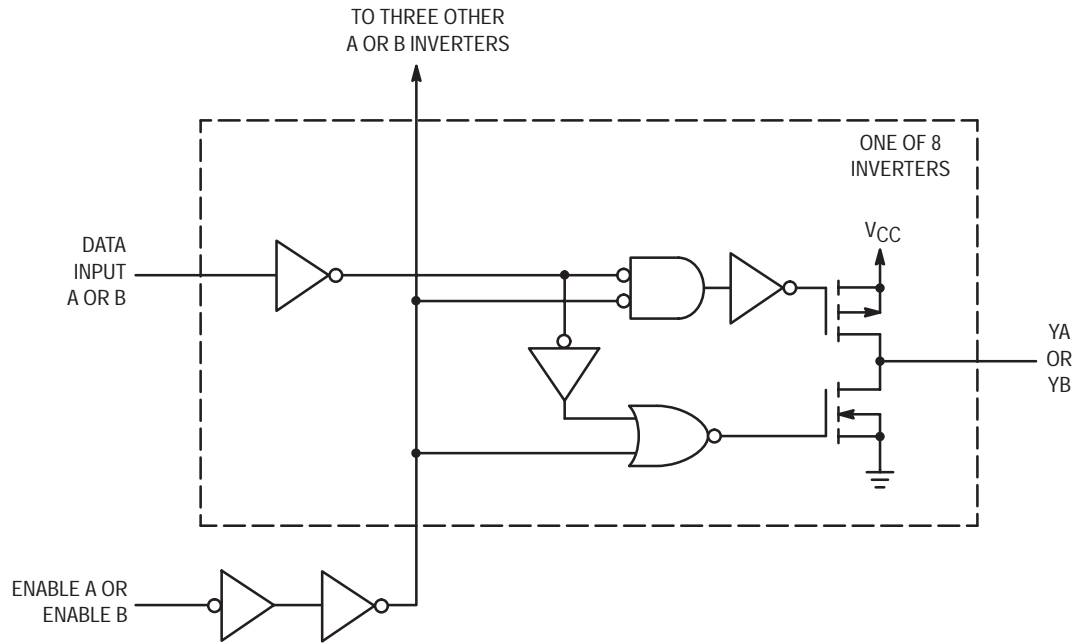 TO THREE OTHER
A OR B INVERTERS
ONE OF 8
INVERTERS
DATA
INPUT
A OR B
VCC
YA
OR
YB
ENABLE A OR
ENABLE B